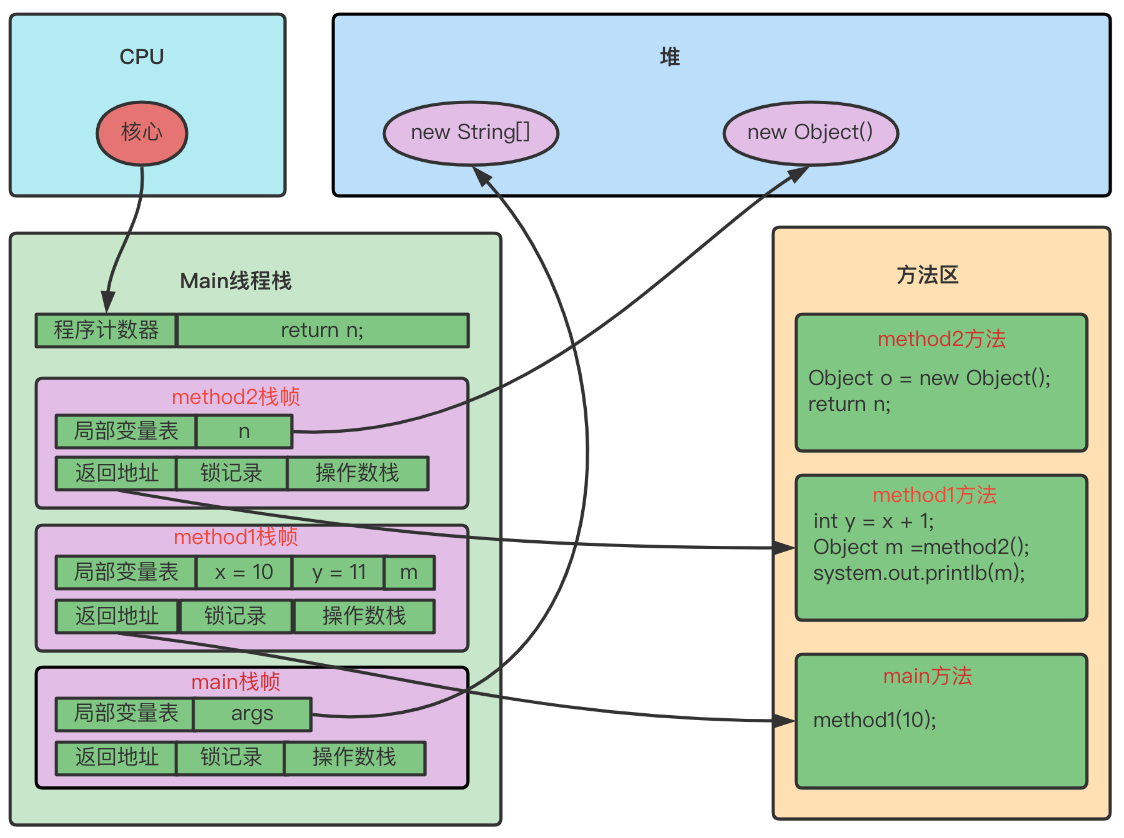 CPU
核心
堆
new String[]
new Object()
Main线程栈
程序计数器
return n;
method2栈帧
局部变量表
n
返回地址
锁记录
操作数栈
method1栈帧
局部变量表
x = 10
y = 11
m
返回地址
锁记录
操作数栈
main栈帧
局部变量表
args
返回地址
锁记录
操作数栈
方法区
method2方法
Object o = new Object();
return n;
method1方法
int y = x + 1;
Object m =method2();
system.out.printlb(m);
main方法
method1(10);